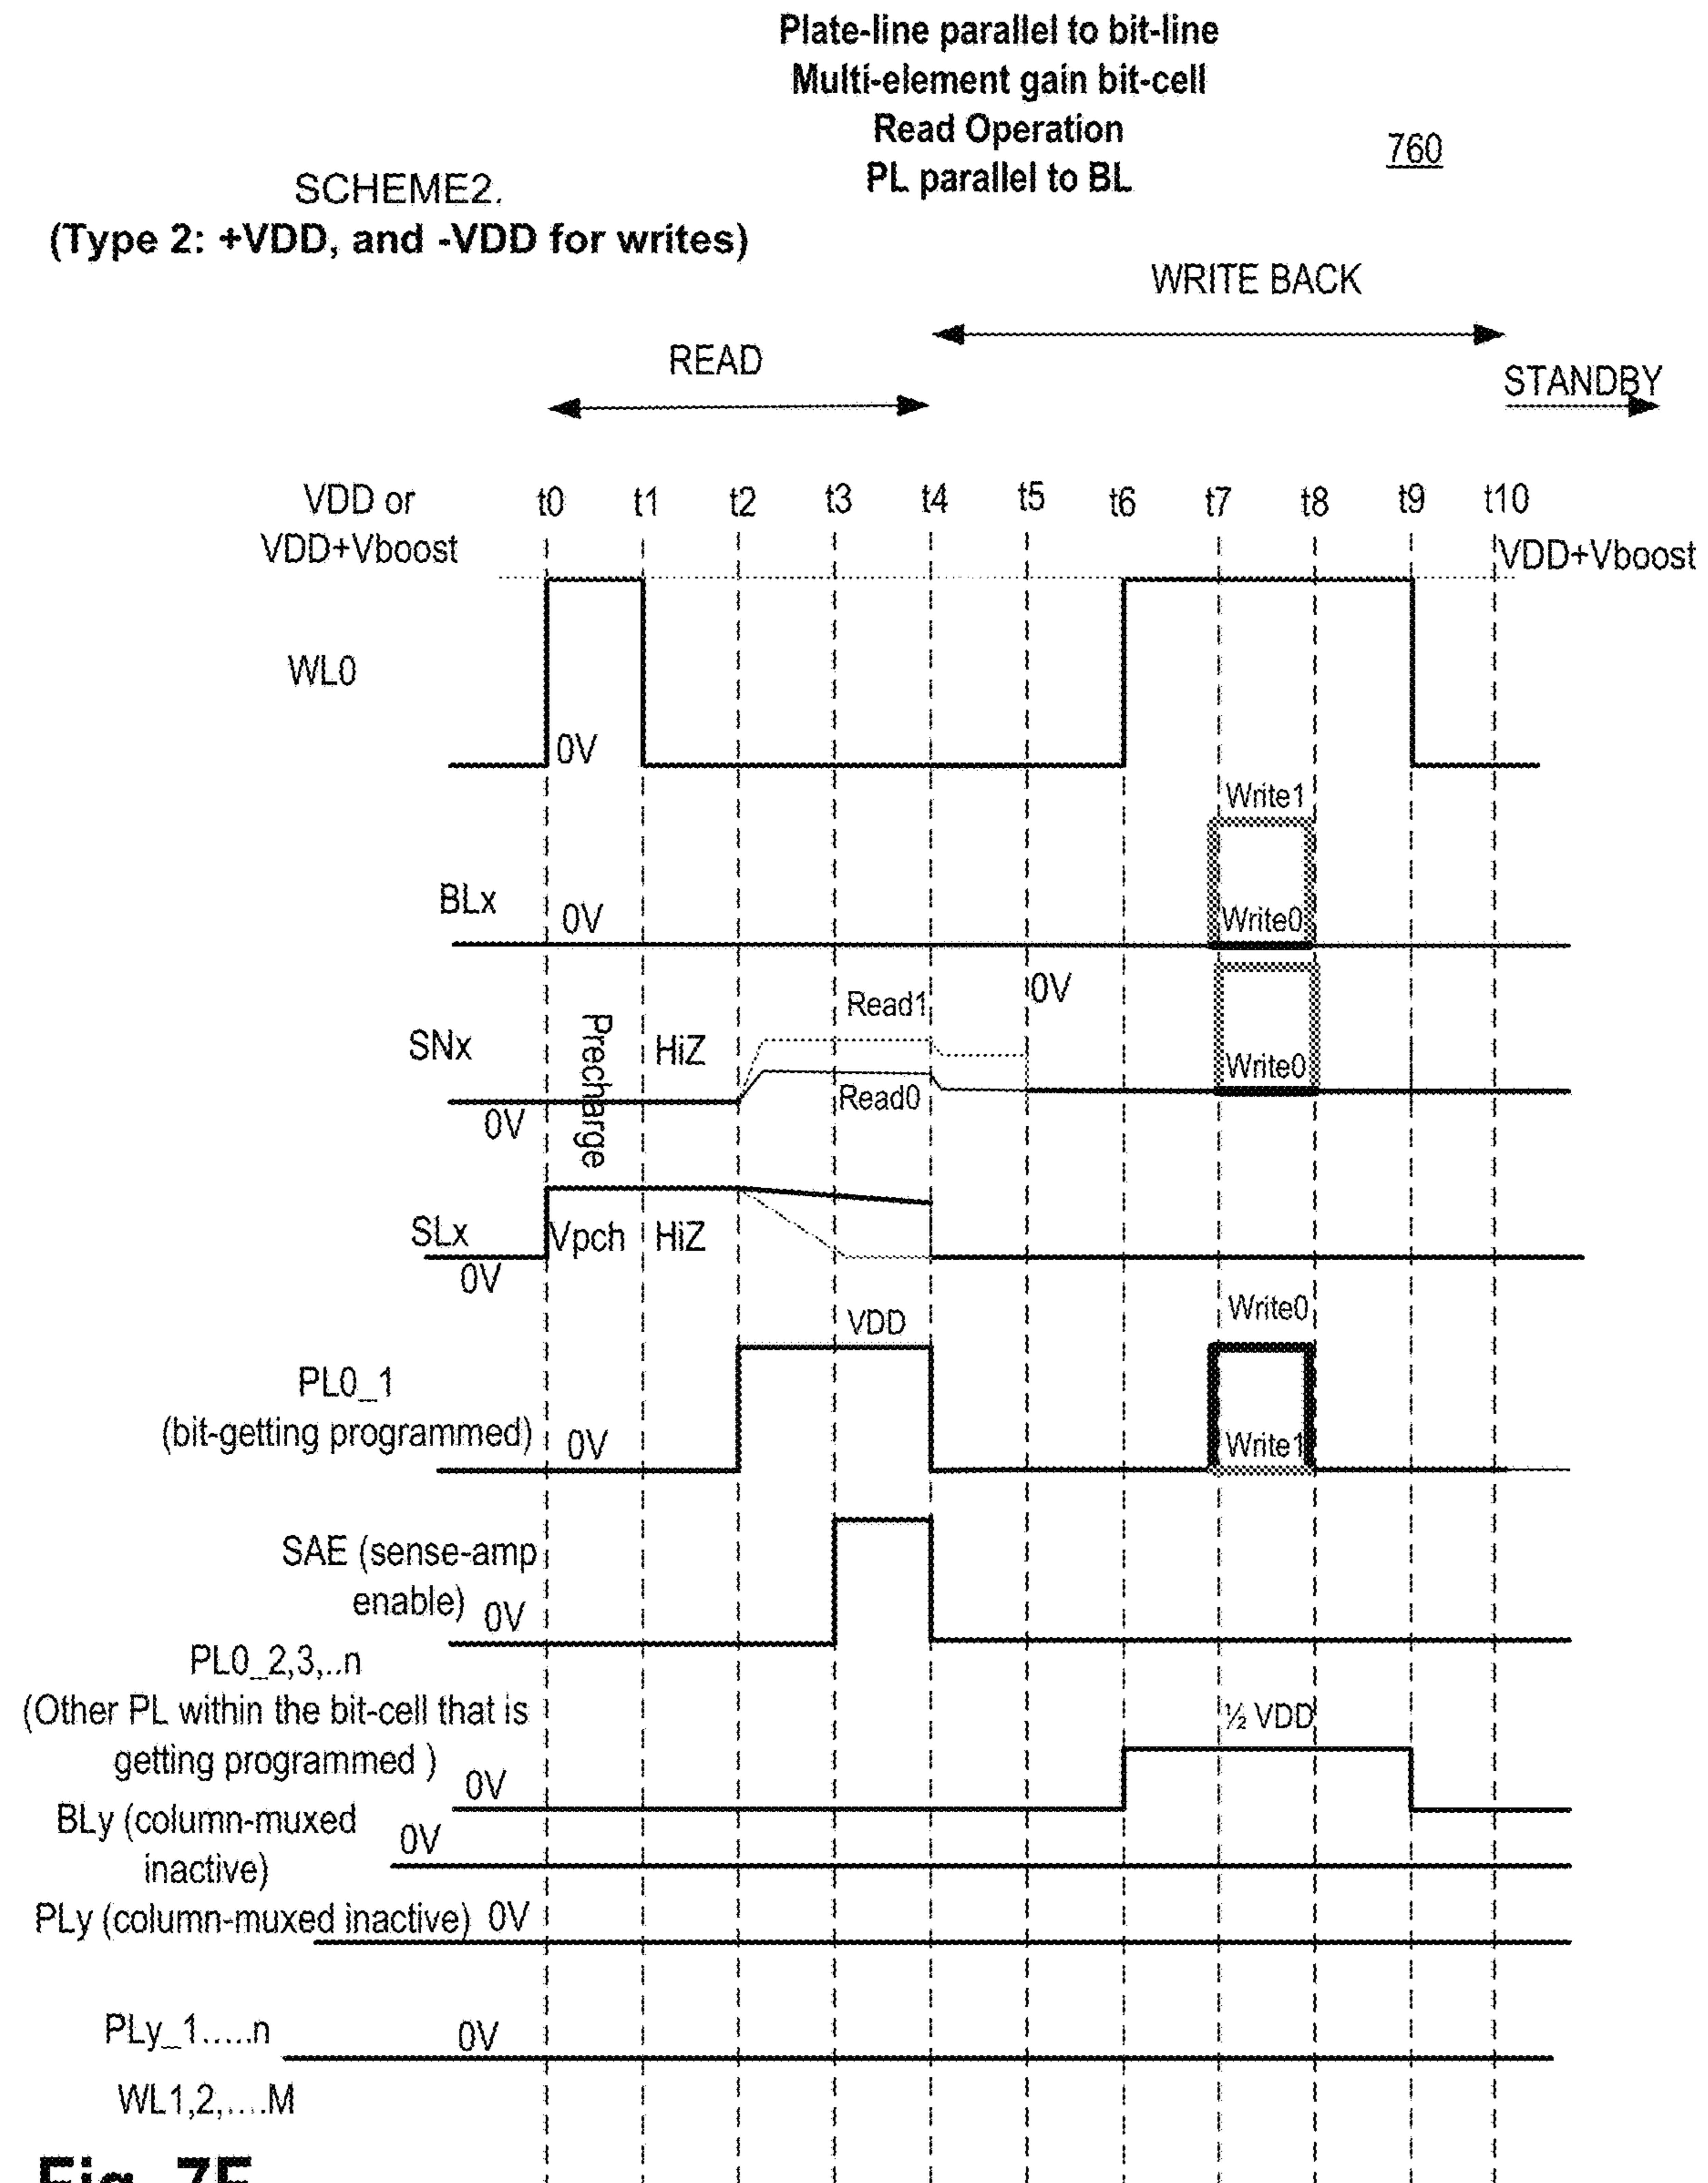 Plate-line parallel to bit-line
Multi-element gain bit-cell
Read Operation
PL parallel to BL
760
SCHEME2.
(Type 2: +VDD, and -VDD for writes)
WRITE BACK
READ
STANDBY
VDD or
VDD+Vboost
t0 t1 t2 t3 t4 t5 t6 t7 t8 t9 t10
VDD+Vboost
WL0
0V
Write1
BLx
0V
Write0
0V
Read1
SNx
Precharge
HiZ
Write0
Read0
0V
SLx
Vpch
HiZ
0V
Write0
VDD
PL0_1
(bit-getting programmed)
0V
Write1
SAE (sense-amp
enable)
0V
PL0_2,3,..n
(Other PL within the bit-cell that is
getting programmed )
½ VDD
0V
BLy (column-muxed
inactive)
0V
PLy (column-muxed inactive) 0V
PLy_1.....n
0V
WL1,2,....M